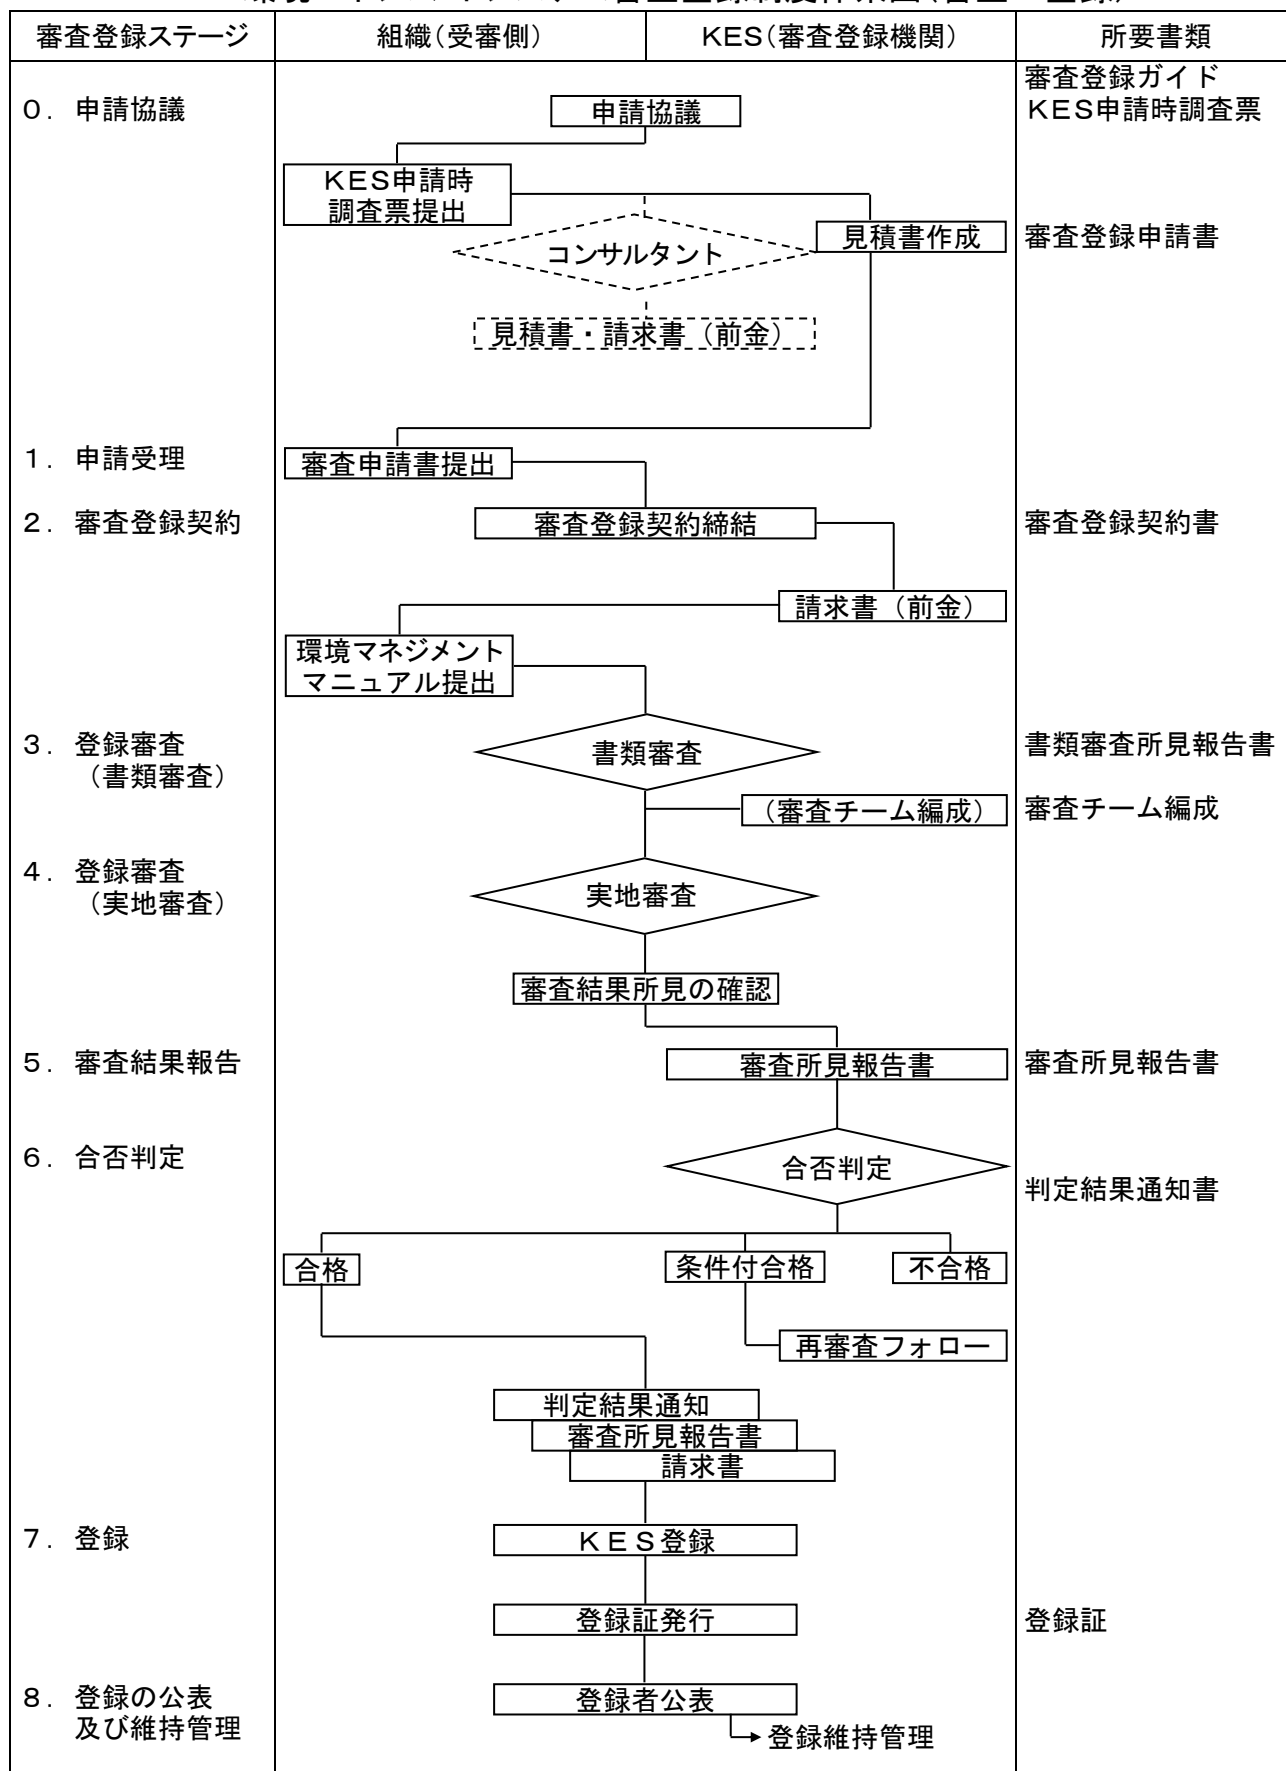 審査登録ステージ
組織(受審側)
KES(審査登録機関)
所要書類
審査登録ガイド
0. 申請協議
申請協議
KES申請時調査票
KES申請時
調査票提出
コンサルタント
見積書作成
審査登録申請書
見積書・請求書(前金)
1. 申請受理
審査申請書提出
2. 審査登録契約
審査登録契約締結
審査登録契約書
請求書(前金)
環境マネジメント
マニュアル提出
3. 登録審査
(書類審査)
書類審査
書類審査所見報告書
(審査チーム編成)
審査チーム編成
4. 登録審査
(実地審査)
実地審査
審査結果所見の確認
5. 審査結果報告
審査所見報告書
審査所見報告書
6. 合否判定
合否判定
判定結果通知書
合格
条件付合格
不合格
再審査フォロー
判定結果通知
審査所見報告書
請求書
7. 登録
KES登録
登録証発行
登録証
8. 登録の公表
及び維持管理
登録者公表
登録維持管理